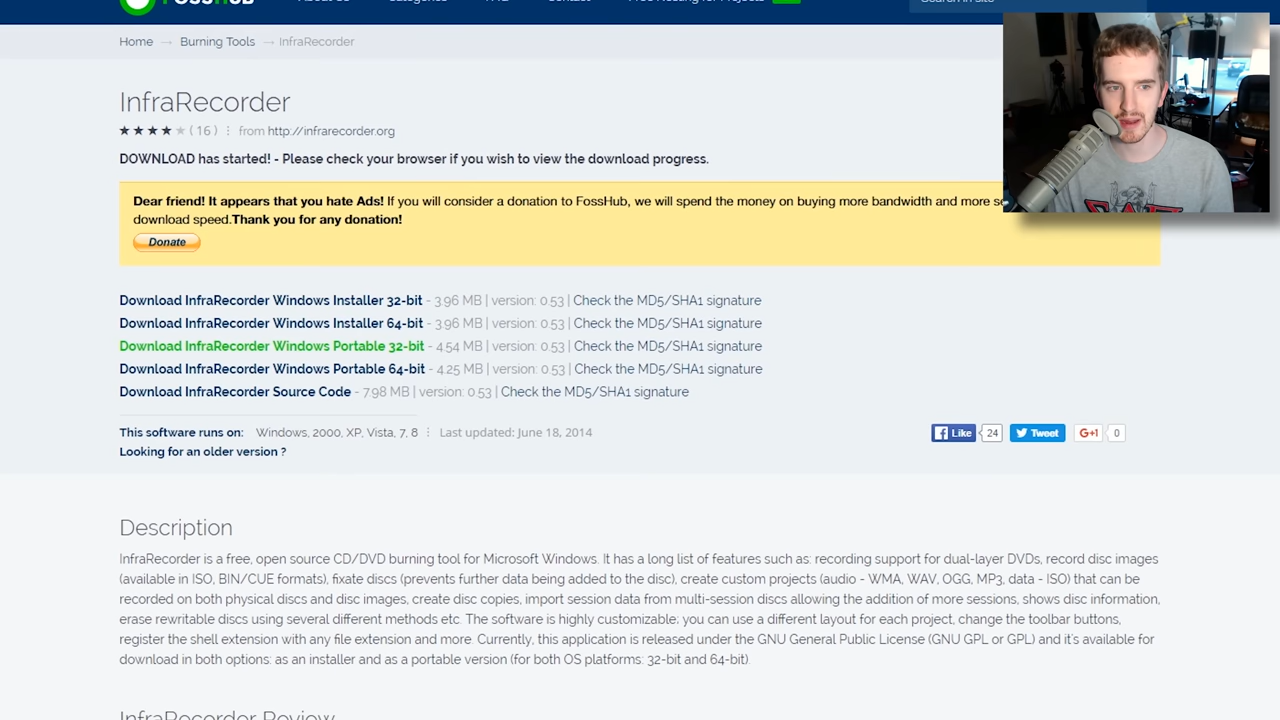 FOSSHUB
Home → Burning Tools → InfraRecorder
InfraRecorder
★★★★★ ( 16 ) ⋮ from http://infrarecorder.org
DOWNLOAD has started! - Please check your browser if you wish to view the download progress.
Dear friend! It appears that you hate Ads! If you will consider a donation to FossHub, we will spend the money on buying more bandwidth and more
download speed.Thank you for any donation!
Donate
Download InfraRecorder Windows Installer 32-bit - 3.96 MB | version: 0.53 | Check the MD5/SHA1 signature
Download InfraRecorder Windows Installer 64-bit - 3.96 MB | version: 0.53 | Check the MD5/SHA1 signature
Download InfraRecorder Windows Portable 32-bit - 4.54 MB | version: 0.53 | Check the MD5/SHA1 signature
Download InfraRecorder Windows Portable 64-bit - 4.25 MB | version: 0.53 | Check the MD5/SHA1 signature
Download InfraRecorder Source Code - 7.98 MB | version: 0.53 | Check the MD5/SHA1 signature
This software runs on: Windows, 2000, XP, Vista, 7, 8 ⋮ Last updated: June 18, 2014
Like 24 Tweet G+1 0
Looking for an older version ?
Description
InfraRecorder is a free, open source CD/DVD burning tool for Microsoft Windows. It has a long list of features such as: recording support for dual-layer DVDs, record disc images
(available in ISO, BIN/CUE formats), fixate discs (prevents further data being added to the disc), create custom projects (audio - WMA, WAV, OGG, MP3, data - ISO) that can be
recorded on both physical discs and disc images, create disc copies, import session data from multi-session discs allowing the addition of more sessions, shows disc information,
erase rewritable discs using several different methods etc. The software is highly customizable; you can use a different layout for each project, change the toolbar buttons,
register the shell extension with any file extension and more. Currently, this application is released under the GNU General Public License (GNU GPL or GPL) and it's available for
download in both options: as an installer and as a portable version (for both OS platforms: 32-bit and 64-bit).
InfraRecorder Review